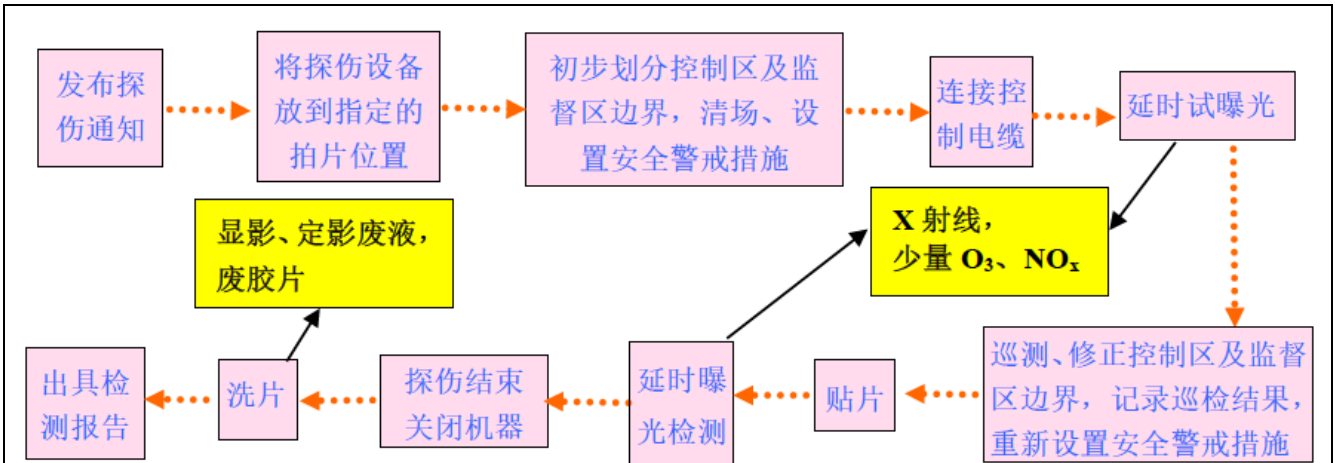 发布探
伤通知
将探伤设备
放到指定的
拍片位置
初步划分控制区及监
督区边界，清场、设
置安全警戒措施
连接控
制电缆
延时试曝光
显影、定影废液，
废胶片
X 射线，
少量 O₃、NOₓ
巡测、修正控制区及监督
区边界，记录巡检结果，
重新设置安全警戒措施
贴片
延时曝
光检测
探伤结束
关闭机器
洗片
出具检
测报告